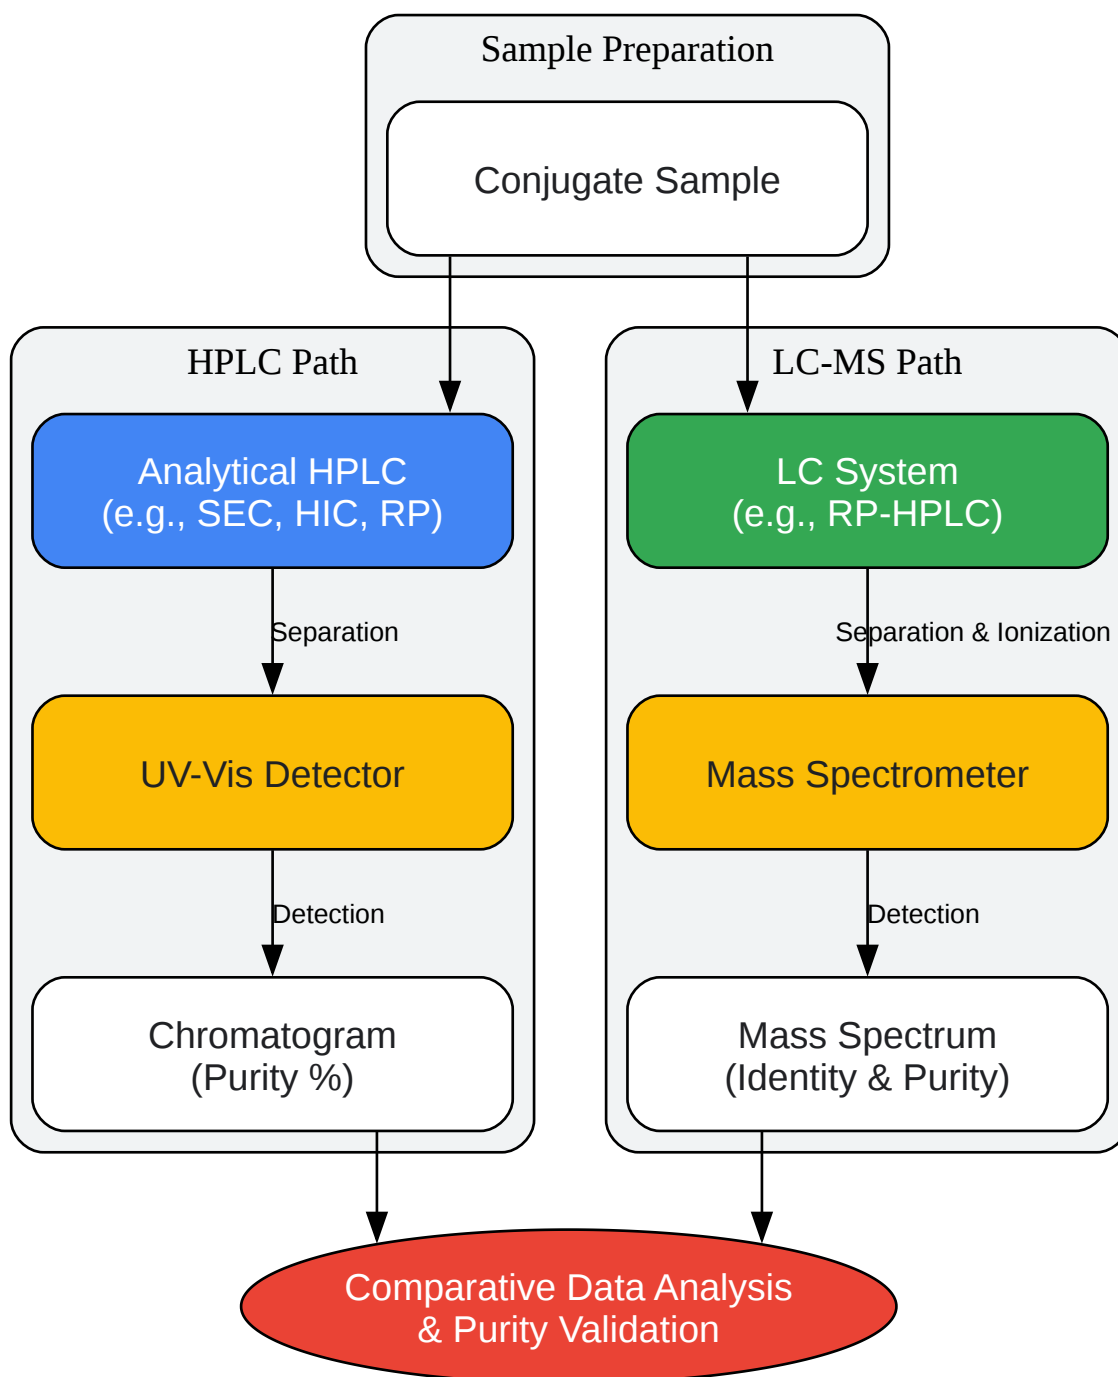 Sample Preparation
Conjugate Sample
HPLC Path
Analytical HPLC
(e.g., SEC, HIC, RP)
Separation
UV-Vis Detector
Detection
Chromatogram
(Purity %)
LC-MS Path
LC System
(e.g., RP-HPLC)
Separation & Ionization
Mass Spectrometer
Detection
Mass Spectrum
(Identity & Purity)
Comparative Data Analysis
& Purity Validation